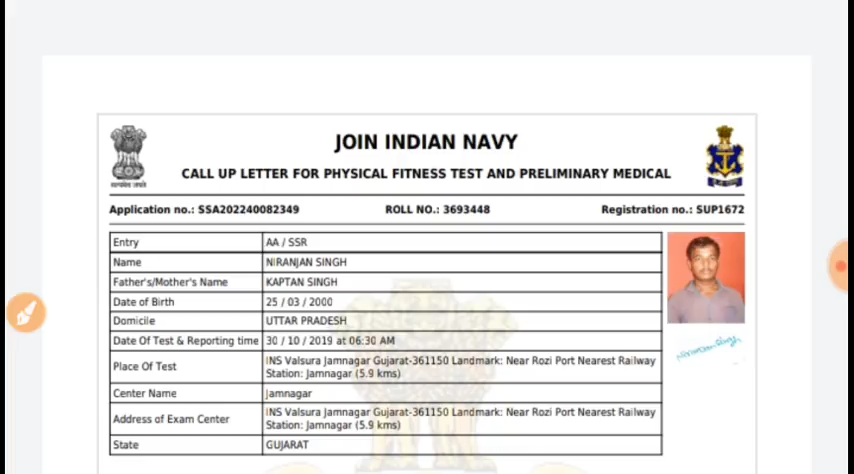 JOIN INDIAN NAVY
CALL UP LETTER FOR PHYSICAL FITNESS TEST AND PRELIMINARY MEDICAL
Application no.: SSA202240082349 ROLL NO.: 3693448 Registration no.: SUP1672
Entry AA / SSR
Name NIRANJAN SINGH
Father's/Mother's Name KAPTAN SINGH
Date of Birth 25 / 03 / 2000
Domicile UTTAR PRADESH
Date Of Test & Reporting time 30 / 10 / 2019 at 06:30 AM
Place Of Test INS Valsura Jamnagar Gujarat-361150 Landmark: Near Rozi Port Nearest Railway
Station: Jamnagar (5.9 kms)
Center Name Jamnagar
Address of Exam Center INS Valsura Jamnagar Gujarat-361150 Landmark: Near Rozi Port Nearest Railway
Station: Jamnagar (5.9 kms)
State GUJARAT
Niranjan Singh